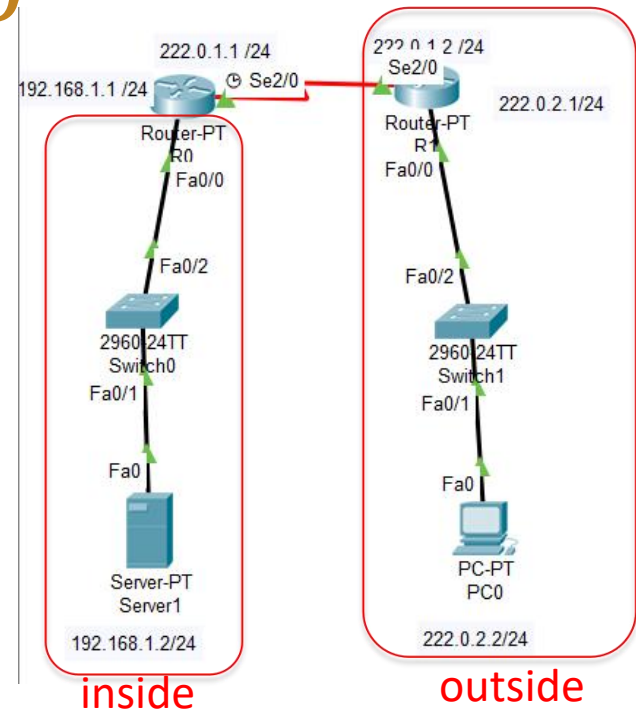 222.0.1.1 /24
222.0.1.2 /24
192.168.1.1 /24
Se2/0
Se2/0
222.0.2.1/24
Router-PT
R0
Fa0/0
Router-PT
R1
Fa0/0
Fa0/2
Fa0/2
2960-24TT
Switch0
Fa0/1
2960-24TT
Switch1
Fa0/1
Fa0
Fa0
Server-PT
Server1
PC-PT
PC0
192.168.1.2/24
222.0.2.2/24
inside
outside